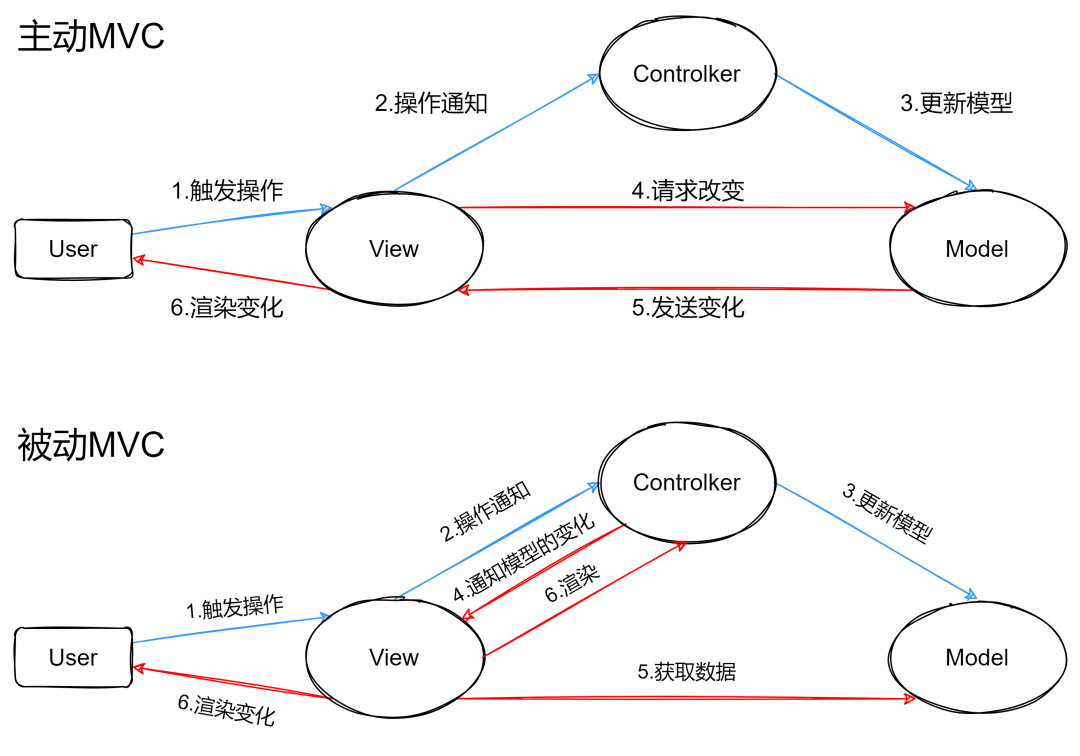 主动MVC
Controlker
2.操作通知
3.更新模型
1.触发操作
4.请求改变
User
View
Model
6.渲染变化
5.发送变化
被动MVC
Controlker
2.操作通知
3.更新模型
4.通知模型的变化
6.渲染
1.触发操作
User
View
Model
5.获取数据
6.渲染变化